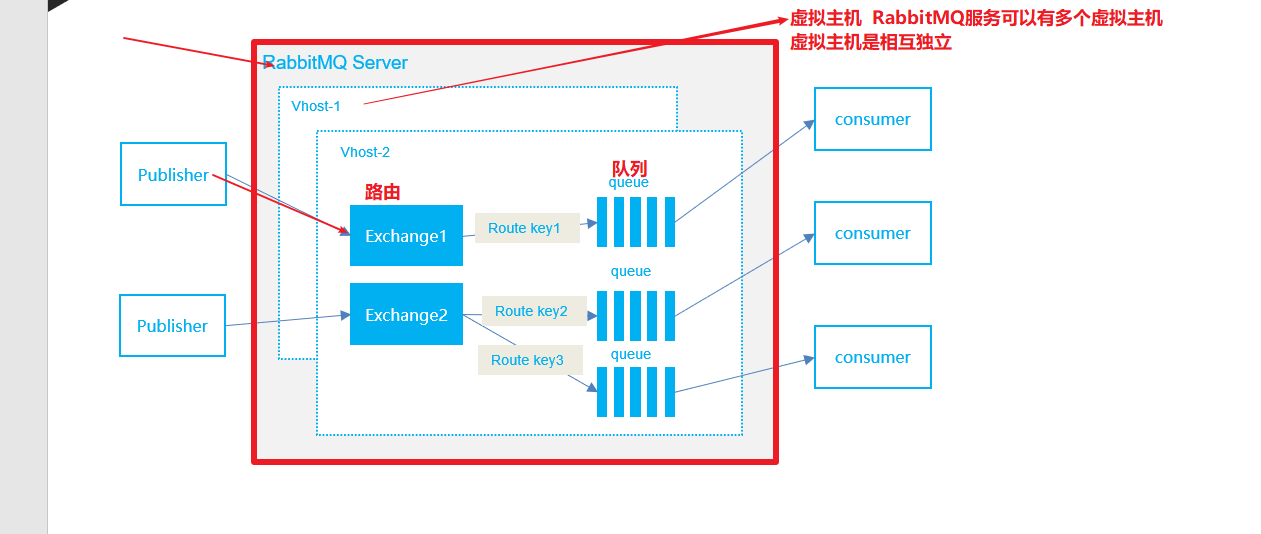 虚拟主机 RabbitMQ服务可以有多个虚拟主机
虚拟主机是相互独立
RabbitMQ Server
Vhost-1
consumer
Vhost-2
Publisher
队列
queue
路由
Exchange1
Route key1
consumer
queue
Exchange2
Route key2
Publisher
queue
Route key3
consumer